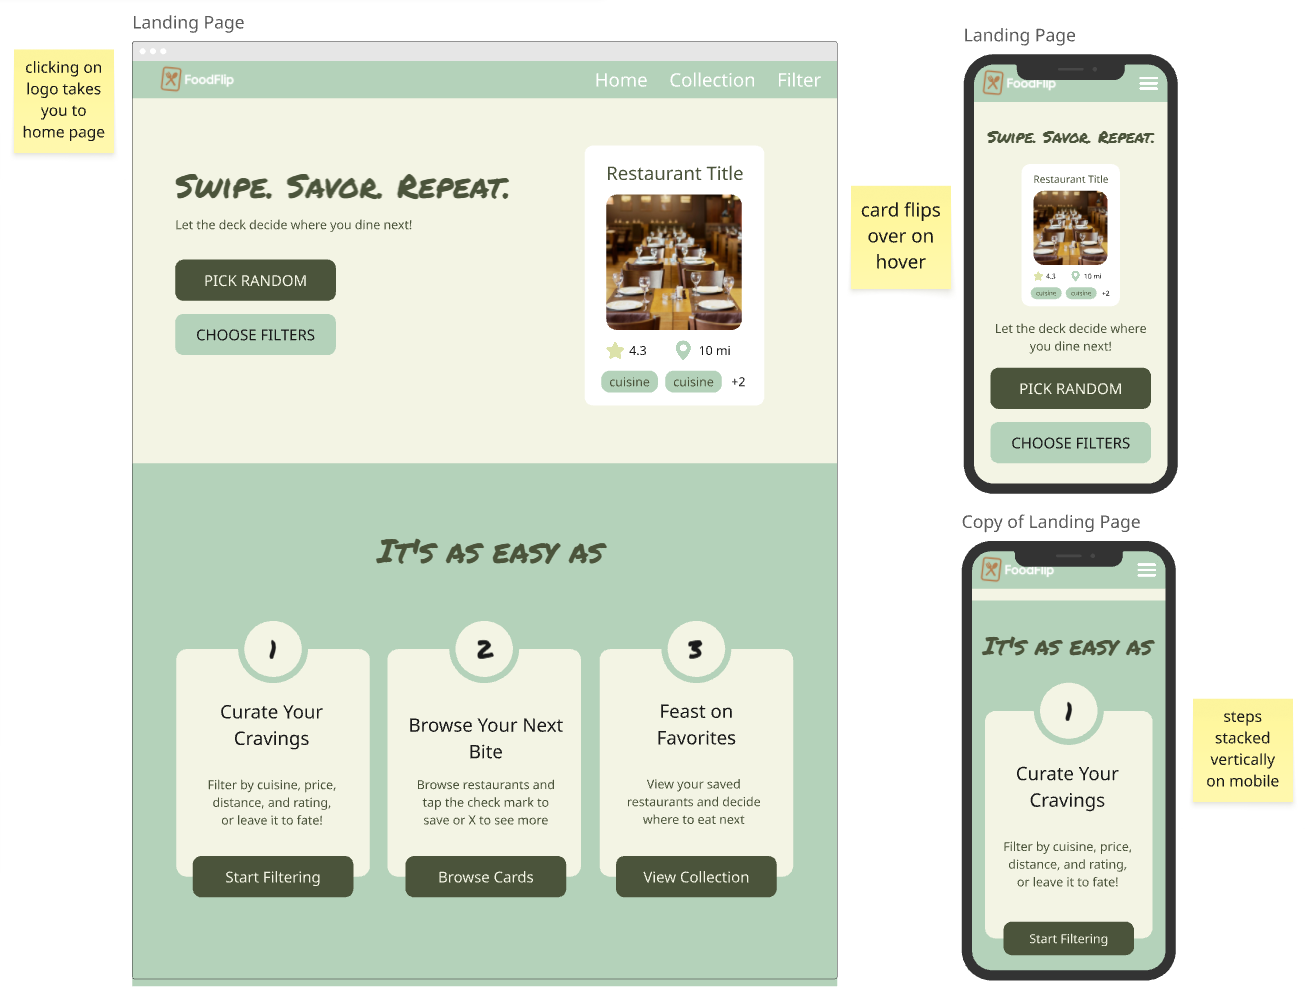 Landing Page
clicking on
logo takes
you to
home page
FoodFlip
Home Collection Filter
Swipe. Savor. Repeat.
Let the deck decide where you dine next!
PICK RANDOM
CHOOSE FILTERS
Restaurant Title
4.3 10 mi
cuisine cuisine +2
card flips
over on
hover
It's as easy as
1
Curate Your
Cravings
Filter by cuisine, price,
distance, and rating,
or leave it to fate!
Start Filtering
2
Browse Your Next
Bite
Browse restaurants and
tap the check mark to
save or X to see more
Browse Cards
3
Feast on
Favorites
View your saved
restaurants and decide
where to eat next
View Collection
Landing Page
FoodFlip
Swipe. Savor. Repeat.
Restaurant Title
4.3 10 mi
cuisine cuisine +2
Let the deck decide where
you dine next!
PICK RANDOM
CHOOSE FILTERS
Copy of Landing Page
FoodFlip
It's as easy as
1
Curate Your
Cravings
Filter by cuisine, price,
distance, and rating,
or leave it to fate!
Start Filtering
steps
stacked
vertically
on mobile